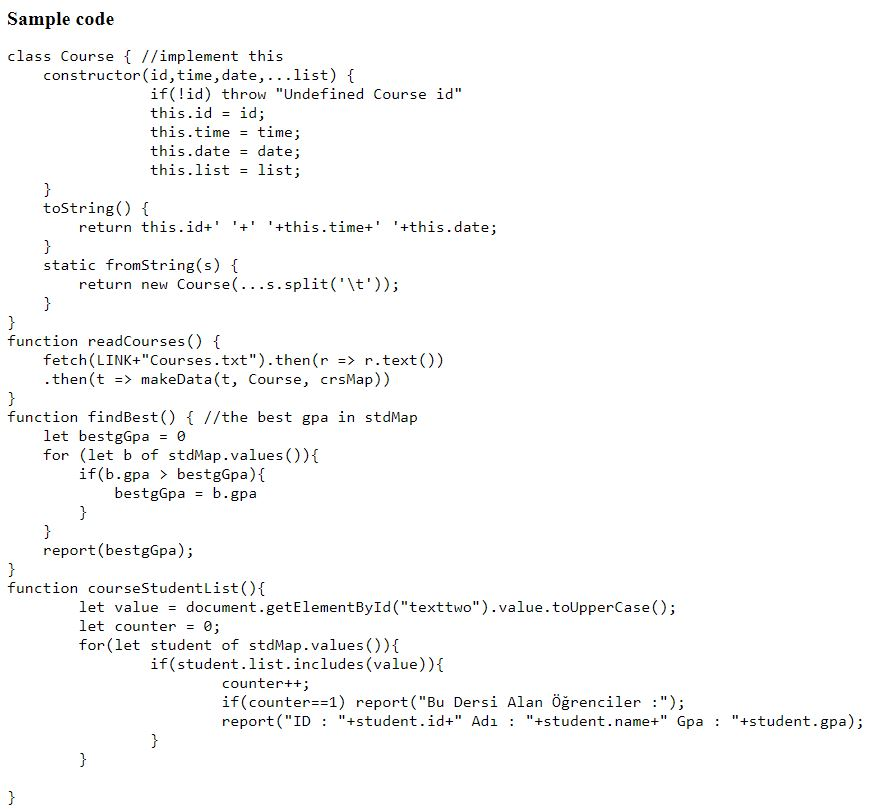 Sample code
class Course { //implement this
    constructor(id,time,date,...list) {
                if(!id) throw "Undefined Course id"
                this.id = id;
                this.time = time;
                this.date = date;
                this.list = list;
    }
    toString() {
        return this.id+' '+' '+this.time+' '+this.date;
    }
    static fromString(s) {
        return new Course(...s.split('\t'));
    }
}
function readCourses() {
    fetch(LINK+"Courses.txt").then(r => r.text())
    .then(t => makeData(t, Course, crsMap))
}
function findBest() { //the best gpa in stdMap
    let bestgGpa = 0
    for (let b of stdMap.values()){
        if(b.gpa > bestgGpa){
            bestgGpa = b.gpa
        }
    }
    report(bestgGpa);
}
function courseStudentList(){
        let value = document.getElementById("texttwo").value.toUpperCase();
        let counter = 0;
        for(let student of stdMap.values()){
                if(student.list.includes(value)){
                        counter++;
                        if(counter==1) report("Bu Dersi Alan Öğrenciler :");
                        report("ID : "+student.id+" Adı : "+student.name+" Gpa : "+student.gpa);
                }
        }

}